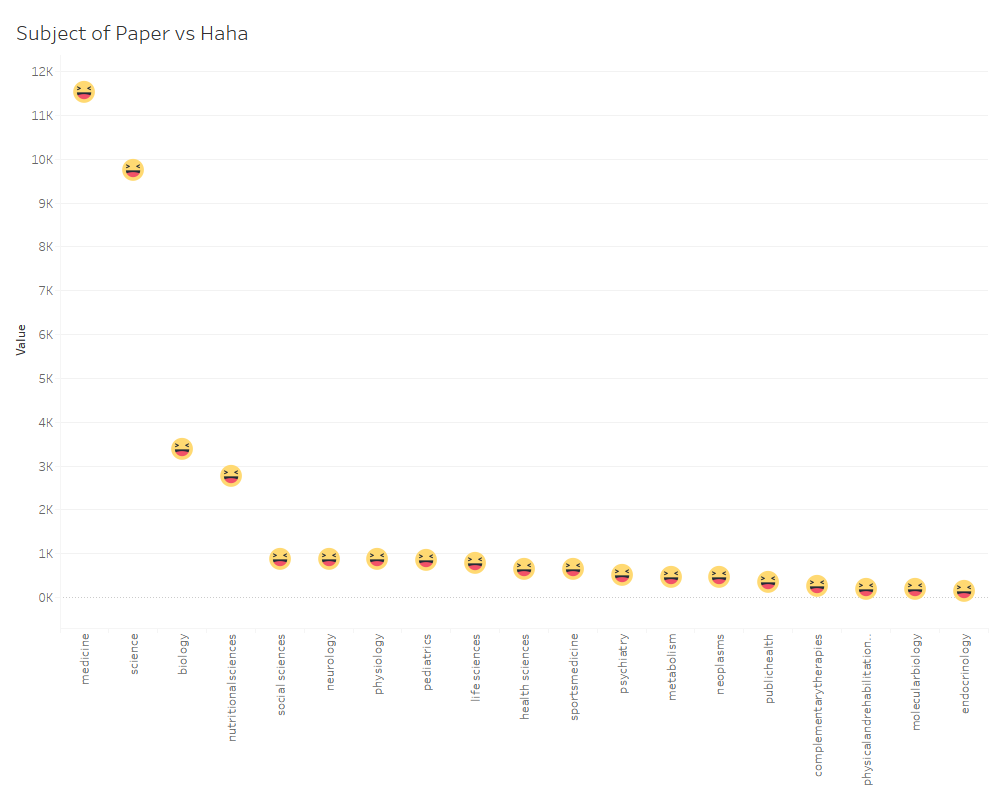 Subject of Paper vs Haha
12K
11K
10K
9K
8K
7K
6K
5K
4K
3K
2K
1K
0K
Value
medicine
science
biology
nutritionalsciences
social sciences
neurology
physiology
pediatrics
life sciences
health sciences
sportsmedicine
psychiatry
metabolism
neoplasms
publichealth
complementarytherapies
physicalandrehabilitation..
molecularbiology
endocrinology